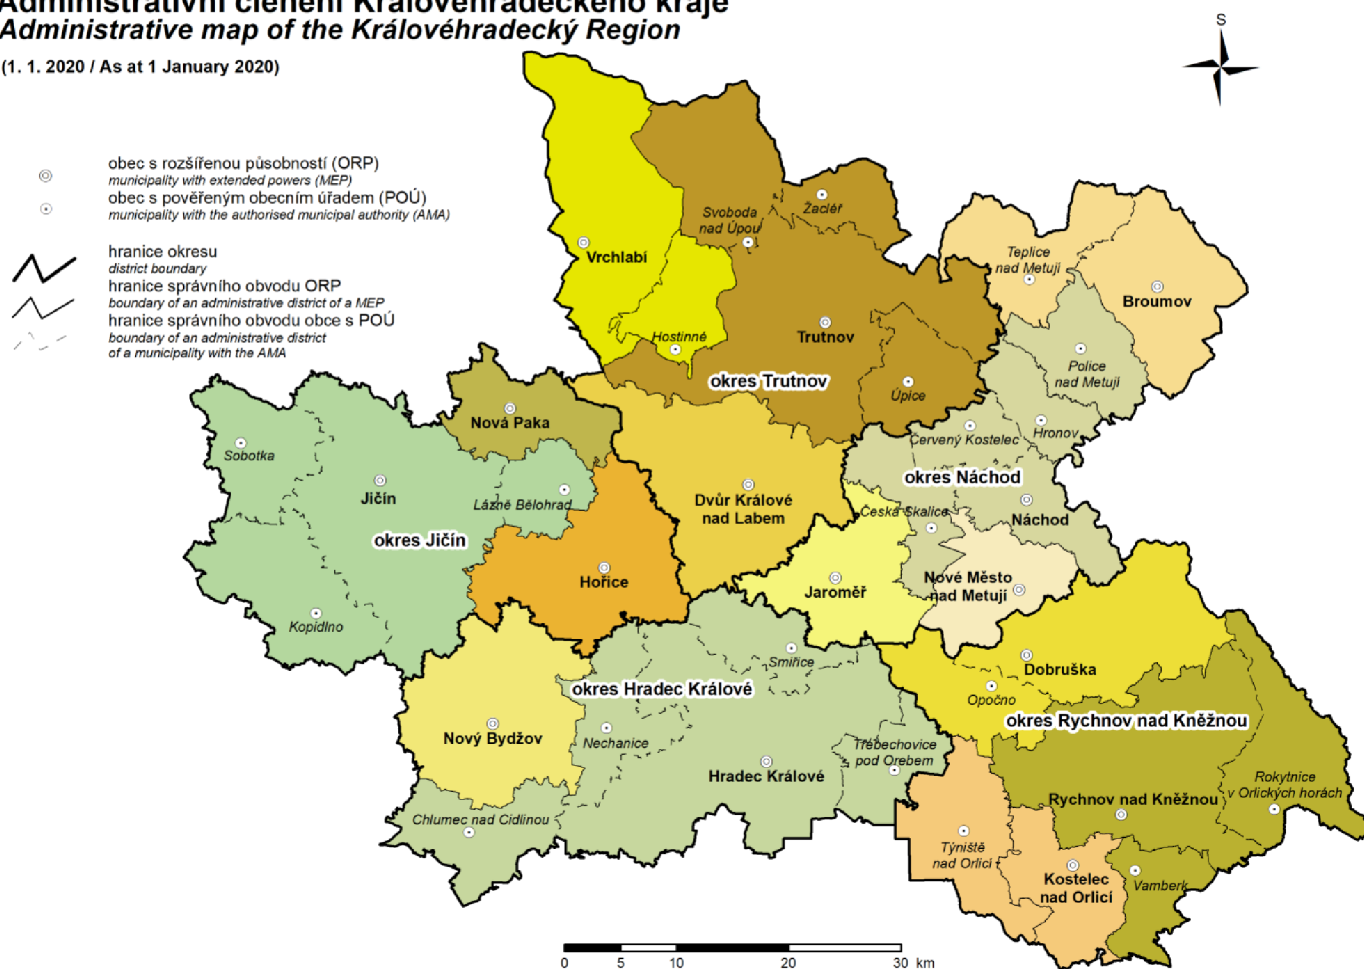 Administrativní členění Královéhradeckého kraje
Administrative map of the Královéhradecký Region
(1. 1. 2020 / As at 1 January 2020)
S
obec s rozšířenou působností (ORP)
municipality with extended powers (MEP)
obec s pověřeným obecním úřadem (POÚ)
municipality with the authorised municipal authority (AMA)
hranice okresu
district boundary
hranice správního obvodu ORP
boundary of an administrative district of a MEP
hranice správního obvodu obce s POÚ
boundary of an administrative district
of a municipality with the AMA
Svoboda
nad Úpou
Žacléř
Vrchlabí
Teplice
nad Metují
Broumov
Hostinné
Trutnov
Police
nad Metují
okres Trutnov
Úpice
Nová Paka
Červený Kostelec
Hronov
Sobotka
Jičín
Lázně Bělohrad
Dvůr Králové
nad Labem
okres Náchod
Česká Skalice
Náchod
okres Jičín
Hořice
Jaroměř
Nové Město
nad Metují
Kopidlno
Smiřice
Dobruška
okres Hradec Králové
Opočno
okres Rychnov nad Kněžnou
Nový Bydžov
Nechanice
Třebechovice
pod Orebem
Hradec Králové
Rokytnice
v Orlických horách
Rychnov nad Kněžnou
Chlumec nad Cidlinou
Týniště
nad Orlicí
Kostelec
nad Orlicí
Vamberk
0 5 10 20 30 km